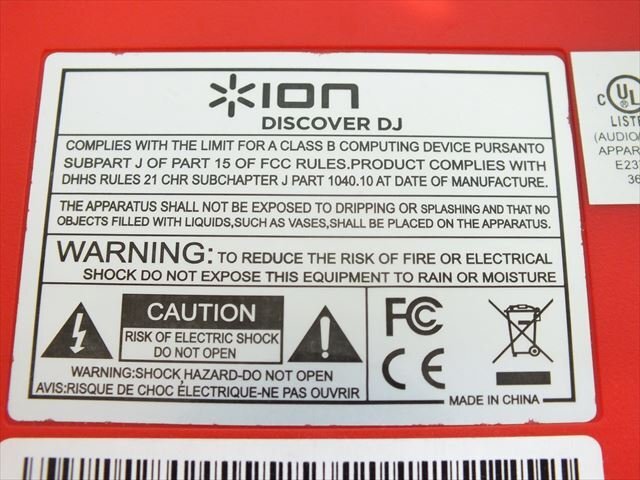 ION
DISCOVER DJ
COMPLIES WITH THE LIMIT FOR A CLASS B COMPUTING DEVICE PURSANTO
SUBPART J OF PART 15 OF FCC RULES.PRODUCT COMPLIES WITH
DHHS RULES 21 CHR SUBCHAPTER J PART 1040.10 AT DATE OF MANUFACTURE.
THE APPARATUS SHALL NOT BE EXPOSED TO DRIPPING OR SPLASHING AND THAT NO
OBJECTS FILLED WITH LIQUIDS,SUCH AS VASES,SHALL BE PLACED ON THE APPARATUS.
WARNING: TO REDUCE THE RISK OF FIRE OR ELECTRICAL
SHOCK DO NOT EXPOSE THIS EQUIPMENT TO RAIN OR MOISTURE
CAUTION
RISK OF ELECTRIC SHOCK
DO NOT OPEN
WARNING:SHOCK HAZARD-DO NOT OPEN
AVIS:RISQUE DE CHOC ÉLECTRIQUE-NE PAS OUVRIR
FC
CE
MADE IN CHINA
C UL